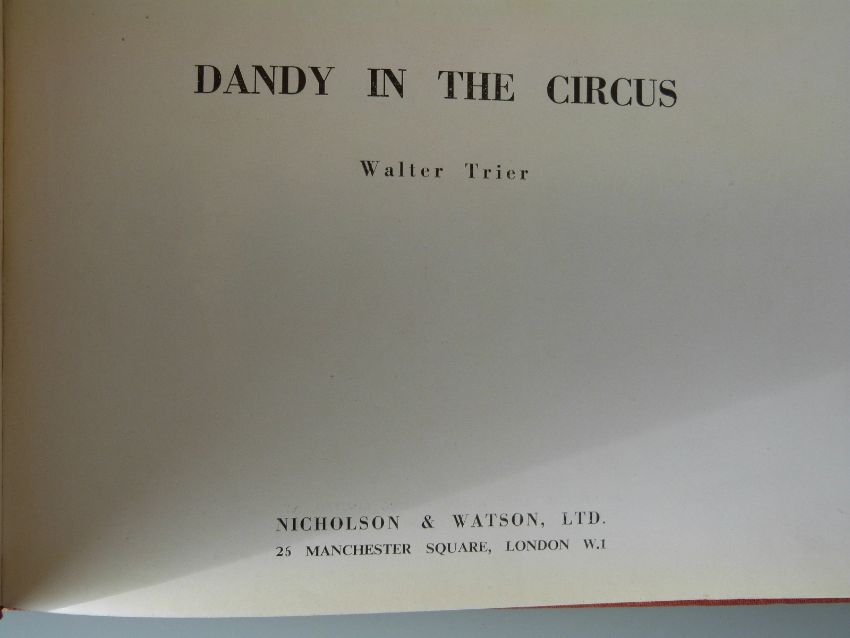 DANDY IN THE CIRCUS
Walter Trier
NICHOLSON & WATSON, LTD.
25 MANCHESTER SQUARE, LONDON W.1